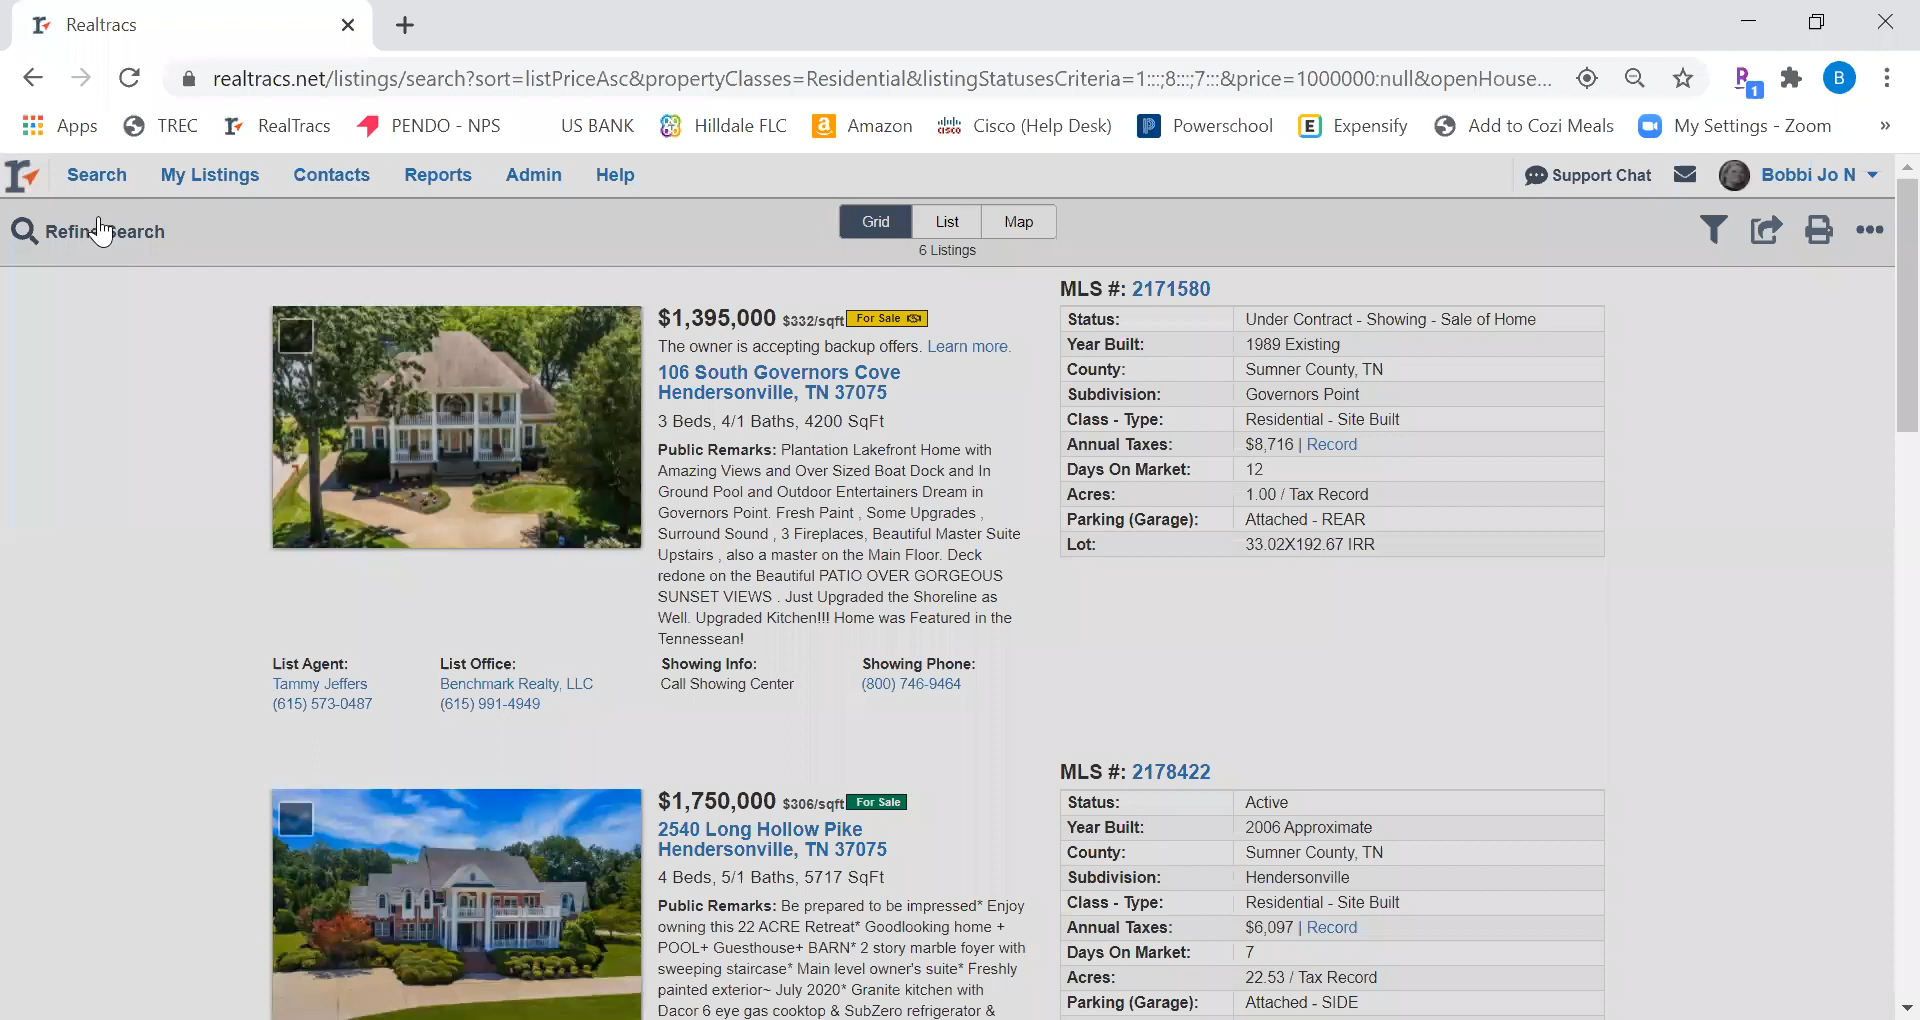 Realtracs
realtracs.net/listings/search?sort=listPriceAsc&propertyClasses=Residential&listingStatusesCriteria=1:::;8:::;7:::&price=1000000:null&openHouse...
B
1
Apps TREC RealTracs PENDO - NPS US BANK Hilldale FLC Amazon Cisco (Help Desk) Powerschool Expensify Add to Cozi Meals My Settings - Zoom »
Search My Listings Contacts Reports Admin Help Support Chat Bobbi Jo N
Refine Search
Grid List Map
6 Listings
MLS #: 2171580
$1,395,000 $332/sqft For Sale
The owner is accepting backup offers. Learn more.
106 South Governors Cove
Hendersonville, TN 37075
3 Beds, 4/1 Baths, 4200 SqFt
Public Remarks: Plantation Lakefront Home with
Amazing Views and Over Sized Boat Dock and In
Ground Pool and Outdoor Entertainers Dream in
Governors Point. Fresh Paint , Some Upgrades ,
Surround Sound , 3 Fireplaces, Beautiful Master Suite
Upstairs , also a master on the Main Floor. Deck
redone on the Beautiful PATIO OVER GORGEOUS
SUNSET VIEWS . Just Upgraded the Shoreline as
Well. Upgraded Kitchen!!! Home was Featured in the
Tennessean!
Status: Under Contract - Showing - Sale of Home
Year Built: 1989 Existing
County: Sumner County, TN
Subdivision: Governors Point
Class - Type: Residential - Site Built
Annual Taxes: $8,716 | Record
Days On Market: 12
Acres: 1.00 / Tax Record
Parking (Garage): Attached - REAR
Lot: 33.02X192.67 IRR
List Agent: List Office: Showing Info: Showing Phone:
Tammy Jeffers Benchmark Realty, LLC Call Showing Center (800) 746-9464
(615) 573-0487 (615) 991-4949
MLS #: 2178422
$1,750,000 $306/sqft For Sale
2540 Long Hollow Pike
Hendersonville, TN 37075
4 Beds, 5/1 Baths, 5717 SqFt
Public Remarks: Be prepared to be impressed* Enjoy
owning this 22 ACRE Retreat* Goodlooking home +
POOL+ Guesthouse+ BARN* 2 story marble foyer with
sweeping staircase* Main level owner's suite* Freshly
painted exterior~ July 2020* Granite kitchen with
Dacor 6 eye gas cooktop & SubZero refrigerator &
Status: Active
Year Built: 2006 Approximate
County: Sumner County, TN
Subdivision: Hendersonville
Class - Type: Residential - Site Built
Annual Taxes: $6,097 | Record
Days On Market: 7
Acres: 22.53 / Tax Record
Parking (Garage): Attached - SIDE